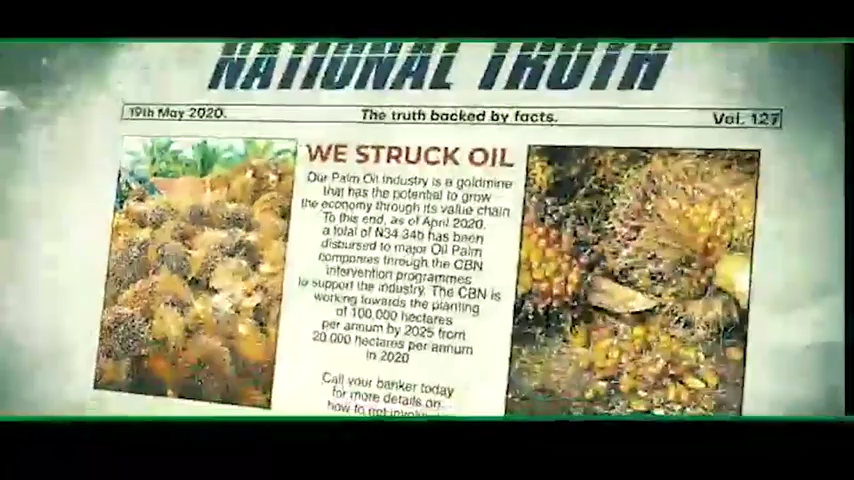 NATIONAL TRUTH
19th May 2020.
The truth backed by facts.
Vol. 127
WE STRUCK OIL
Our Palm Oil industry is a goldmine
that has the potential to grow
the economy through its value chain.
To this end, as of April 2020.
a total of N34.34b has been
disbursed to major Oil Palm
companies through the CBN
intervention programmes
to support the industry. The CBN is
working towards the planting
of 100,000 hectares
per annum by 2025 from
20,000 hectares per annum
in 2020
Call your banker today
for more details on
how to get involved